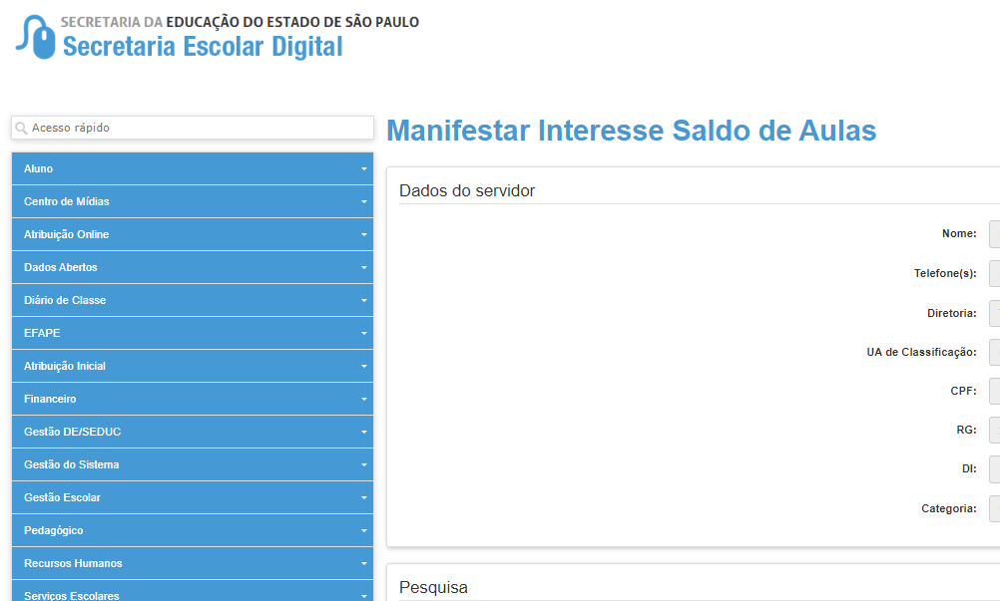 SECRETARIA DA EDUCAÇÃO DO ESTADO DE SÃO PAULO
Secretaria Escolar Digital
Acesso rápido
Aluno
Centro de Mídias
Atribuição Online
Dados Abertos
Diário de Classe
EFAPE
Atribuição Inicial
Financeiro
Gestão DE/SEDUC
Gestão do Sistema
Gestão Escolar
Pedagógico
Recursos Humanos
Serviços Escolares
Manifestar Interesse Saldo de Aulas
Dados do servidor
Nome:
Telefone(s):
Diretoria:
UA de Classificação:
CPF:
RG:
DI:
Categoria:
Pesquisa